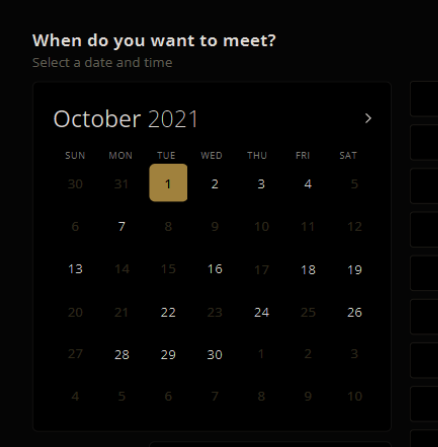 When do you want to meet?
Select a date and time
October 2021 >
SUN MON TUE WED THU FRI SAT
30 31 1 2 3 4 5
6 7 8 9 10 11 12
13 14 15 16 17 18 19
20 21 22 23 24 25 26
27 28 29 30 1 2 3
4 5 6 7 8 9 10